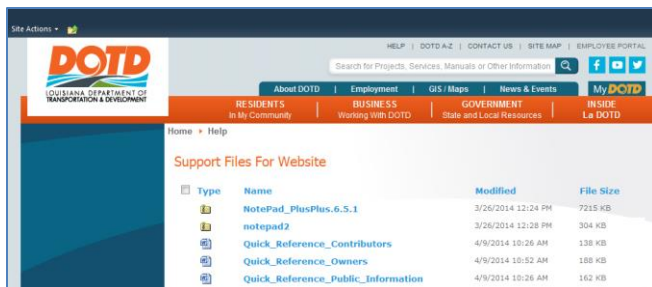 Site Actions
HELP | DOTD A-Z | CONTACT US | SITE MAP | EMPLOYEE PORTAL
DOTD
LOUISIANA DEPARTMENT OF
TRANSPORTATION & DEVELOPMENT
Search for Projects, Services, Manuals or Other Information
About DOTD | Employment | GIS / Maps | News & Events
My DOTD
RESIDENTS | BUSINESS | GOVERNMENT | INSIDE
In My Community | Working With DOTD | State and Local Resources | La DOTD
Home ▸ Help
Support Files For Website
Type Name Modified File Size
NotePad_PlusPlus.6.5.1 3/26/2014 12:24 PM 7215 KB
notepad2 3/26/2014 12:28 PM 304 KB
Quick_Reference_Contributors 4/9/2014 10:26 AM 138 KB
Quick_Reference_Owners 4/9/2014 10:52 AM 188 KB
Quick_Reference_Public_Information 4/9/2014 10:26 AM 162 KB